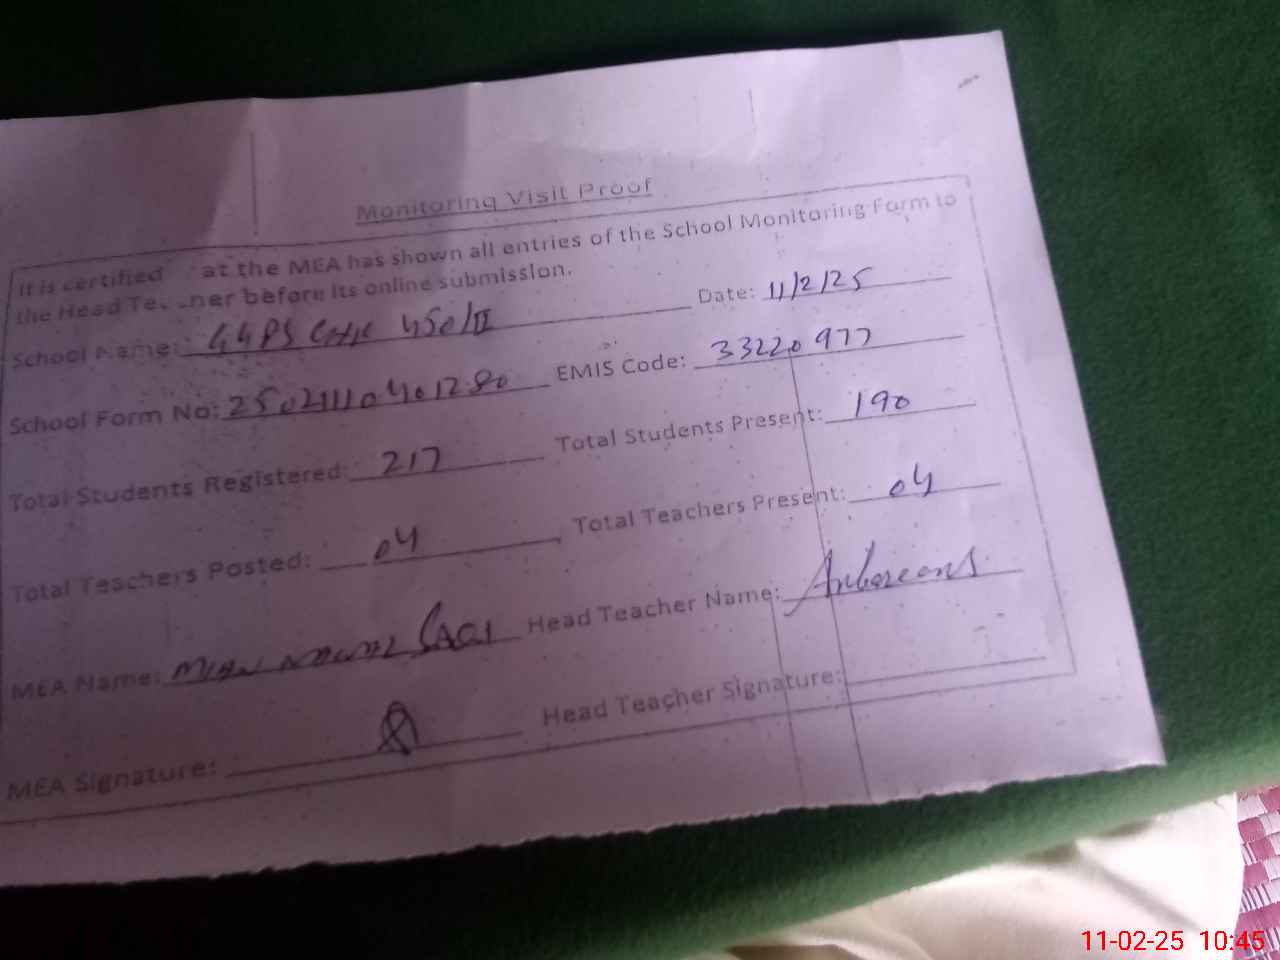 Monitoring Visit Proof
It is certified at the MEA has shown all entries of the School Monitoring Form to
the Head Te ner before its online submission.
Date: 11/2/25
School Name: GGPS 450/II
School Form No: 25021110401280 EMIS Code: 33220977
Total Students Registered: 217 Total Students Present: 190
Total Teachers Posted: 04 Total Teachers Present: 04
MEA Name: Head Teacher Name:
MEA Signature: Head Teacher Signature:
11-02-25 10:45